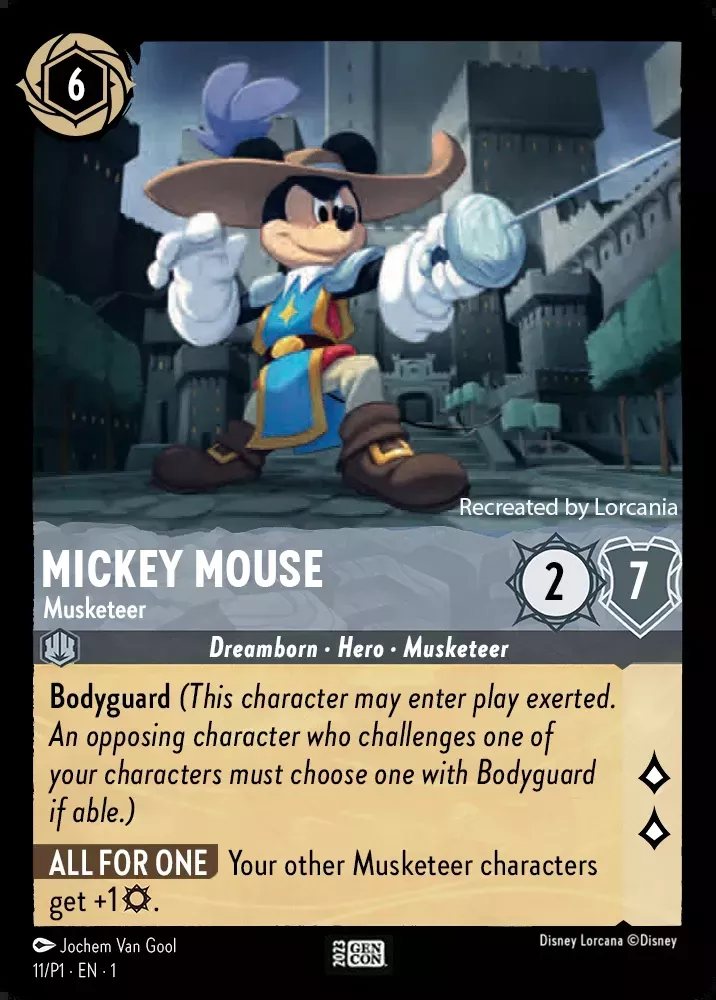 6
Recreated by Lorcania
MICKEY MOUSE
Musketeer
2
7
Dreamborn · Hero · Musketeer
Bodyguard (This character may enter play exerted.
An opposing character who challenges one of
your characters must choose one with Bodyguard
if able.)
ALL FOR ONE Your other Musketeer characters
get +1.
Jochem Van Gool
11/P1 · EN · 1
2023 GEN CON
Disney Lorcana ©Disney